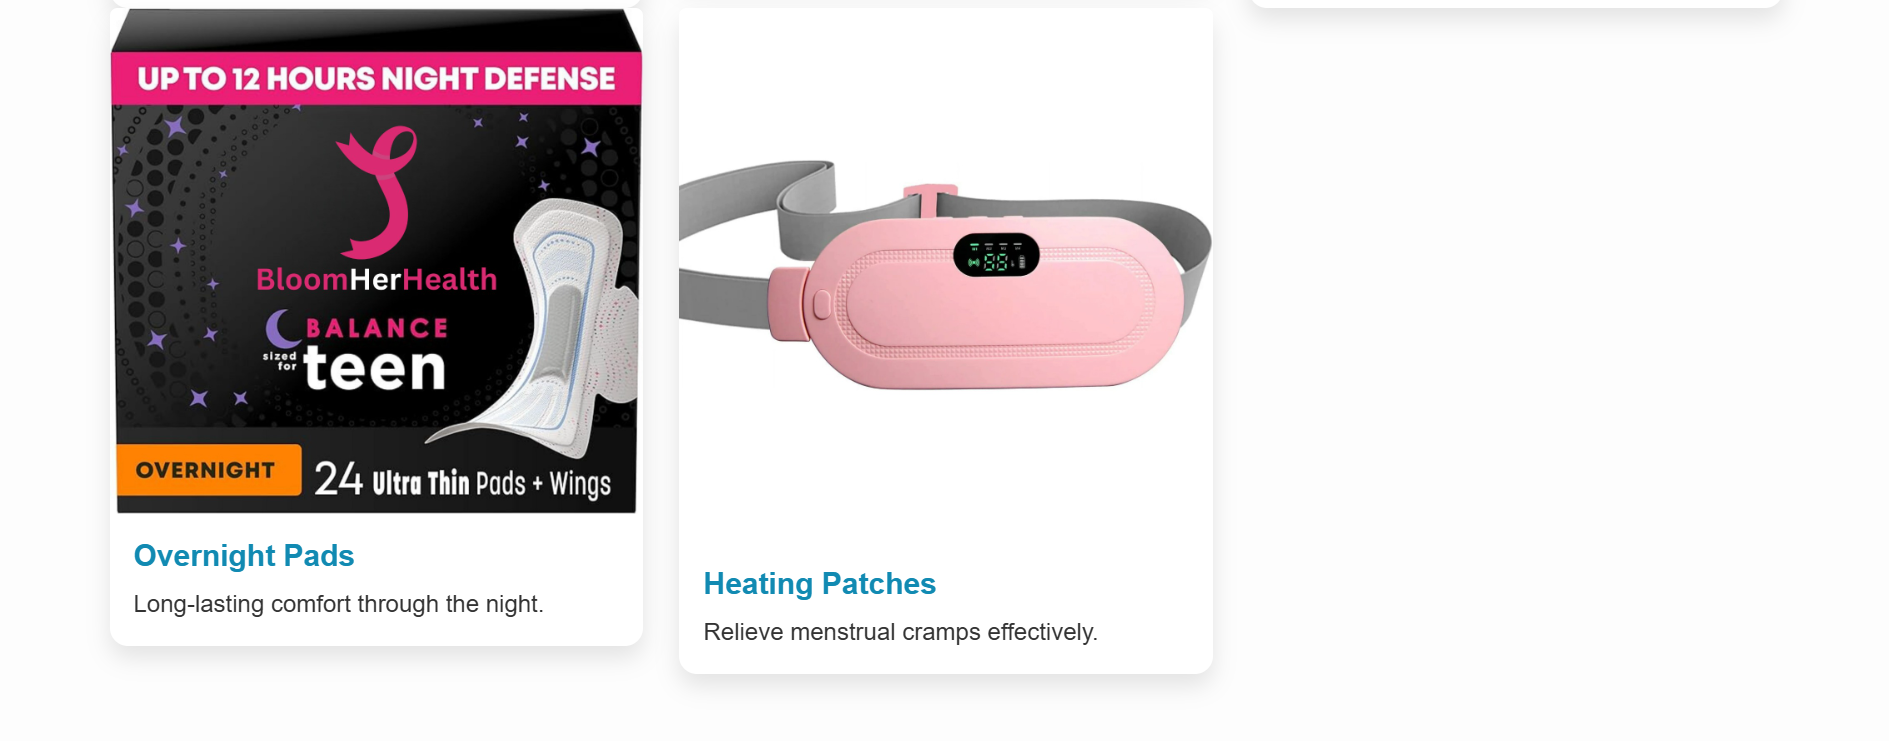 UP TO 12 HOURS NIGHT DEFENSE
BloomHerHealth
BALANCE
sized
for
teen
OVERNIGHT
24 Ultra Thin Pads + Wings
Overnight Pads
Long-lasting comfort through the night.
88
Heating Patches
Relieve menstrual cramps effectively.